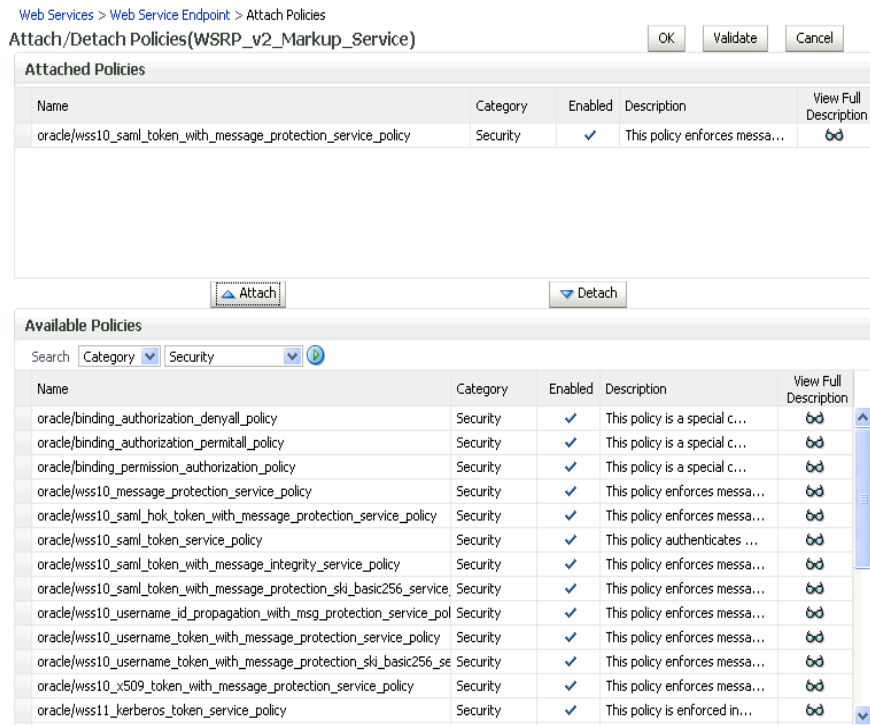 Web Services > Web Service Endpoint > Attach Policies
Attach/Detach Policies(WSRP_v2_Markup_Service) OK Validate Cancel
Attached Policies
Name Category Enabled Description View Full Description
oracle/wss10_saml_token_with_message_protection_service_policy Security This policy enforces messa...
Attach Detach
Available Policies
Search Category Security
Name Category Enabled Description View Full Description
oracle/binding_authorization_denyall_policy Security This policy is a special c...
oracle/binding_authorization_permitall_policy Security This policy is a special c...
oracle/binding_permission_authorization_policy Security This policy is a special c...
oracle/wss10_message_protection_service_policy Security This policy enforces messa...
oracle/wss10_saml_hok_token_with_message_protection_service_policy Security This policy enforces messa...
oracle/wss10_saml_token_service_policy Security This policy authenticates ...
oracle/wss10_saml_token_with_message_integrity_service_policy Security This policy enforces messa...
oracle/wss10_saml_token_with_message_protection_ski_basic256_service_ Security This policy enforces messa...
oracle/wss10_username_id_propagation_with_msg_protection_service_pol Security This policy enforces messa...
oracle/wss10_username_token_with_message_protection_service_policy Security This policy enforces messa...
oracle/wss10_username_token_with_message_protection_ski_basic256_se Security This policy enforces messa...
oracle/wss10_x509_token_with_message_protection_service_policy Security This policy enforces messa...
oracle/wss11_kerberos_token_service_policy Security This policy is enforced in...